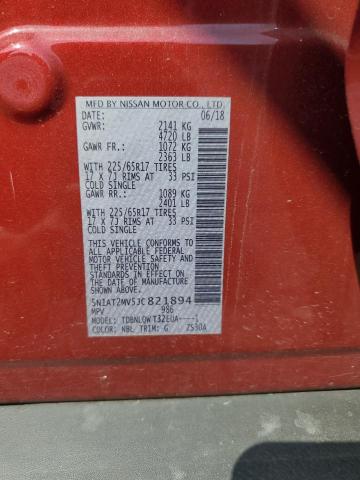 MFD BY NISSAN MOTOR CO., LTD.
DATE: 06/18
GVWR: 2141 KG
4720 LB
GAWR FR.: 1072 KG
2363 LB
WITH 225/65R17 TIRES
17 X 7J RIMS AT 33 PSI
COLD SINGLE
GAWR RR.: 1089 KG
2401 LB
WITH 225/65R17 TIRES
17 X 7J RIMS AT 33 PSI
COLD SINGLE
THIS VEHICLE CONFORMS TO
ALL APPLICABLE FEDERAL
MOTOR VEHICLE SAFETY, BUMPER
AND THEFT PREVENTION
STANDARDS IN EFFECT ON
THE DATE OF MANUFACTURE
SHOWN ABOVE.
5N1AT2MV5JC821894
MPV 986
MODEL: TDBNLQW T32EUA----
COLOR: NBL TRIM: G